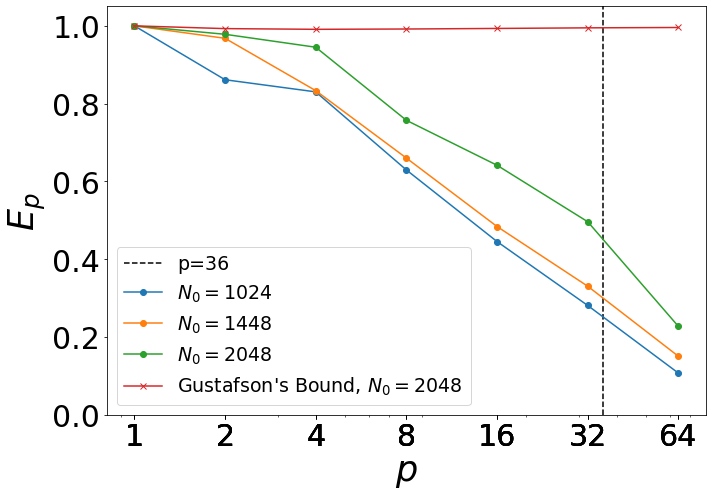 1.0
0.8
0.6
0.4
0.2
0.0
E_p
p=36
N_0 = 1024
N_0 = 1448
N_0 = 2048
Gustafson's Bound, N_0 = 2048
1 2 4 8 16 32 64
p